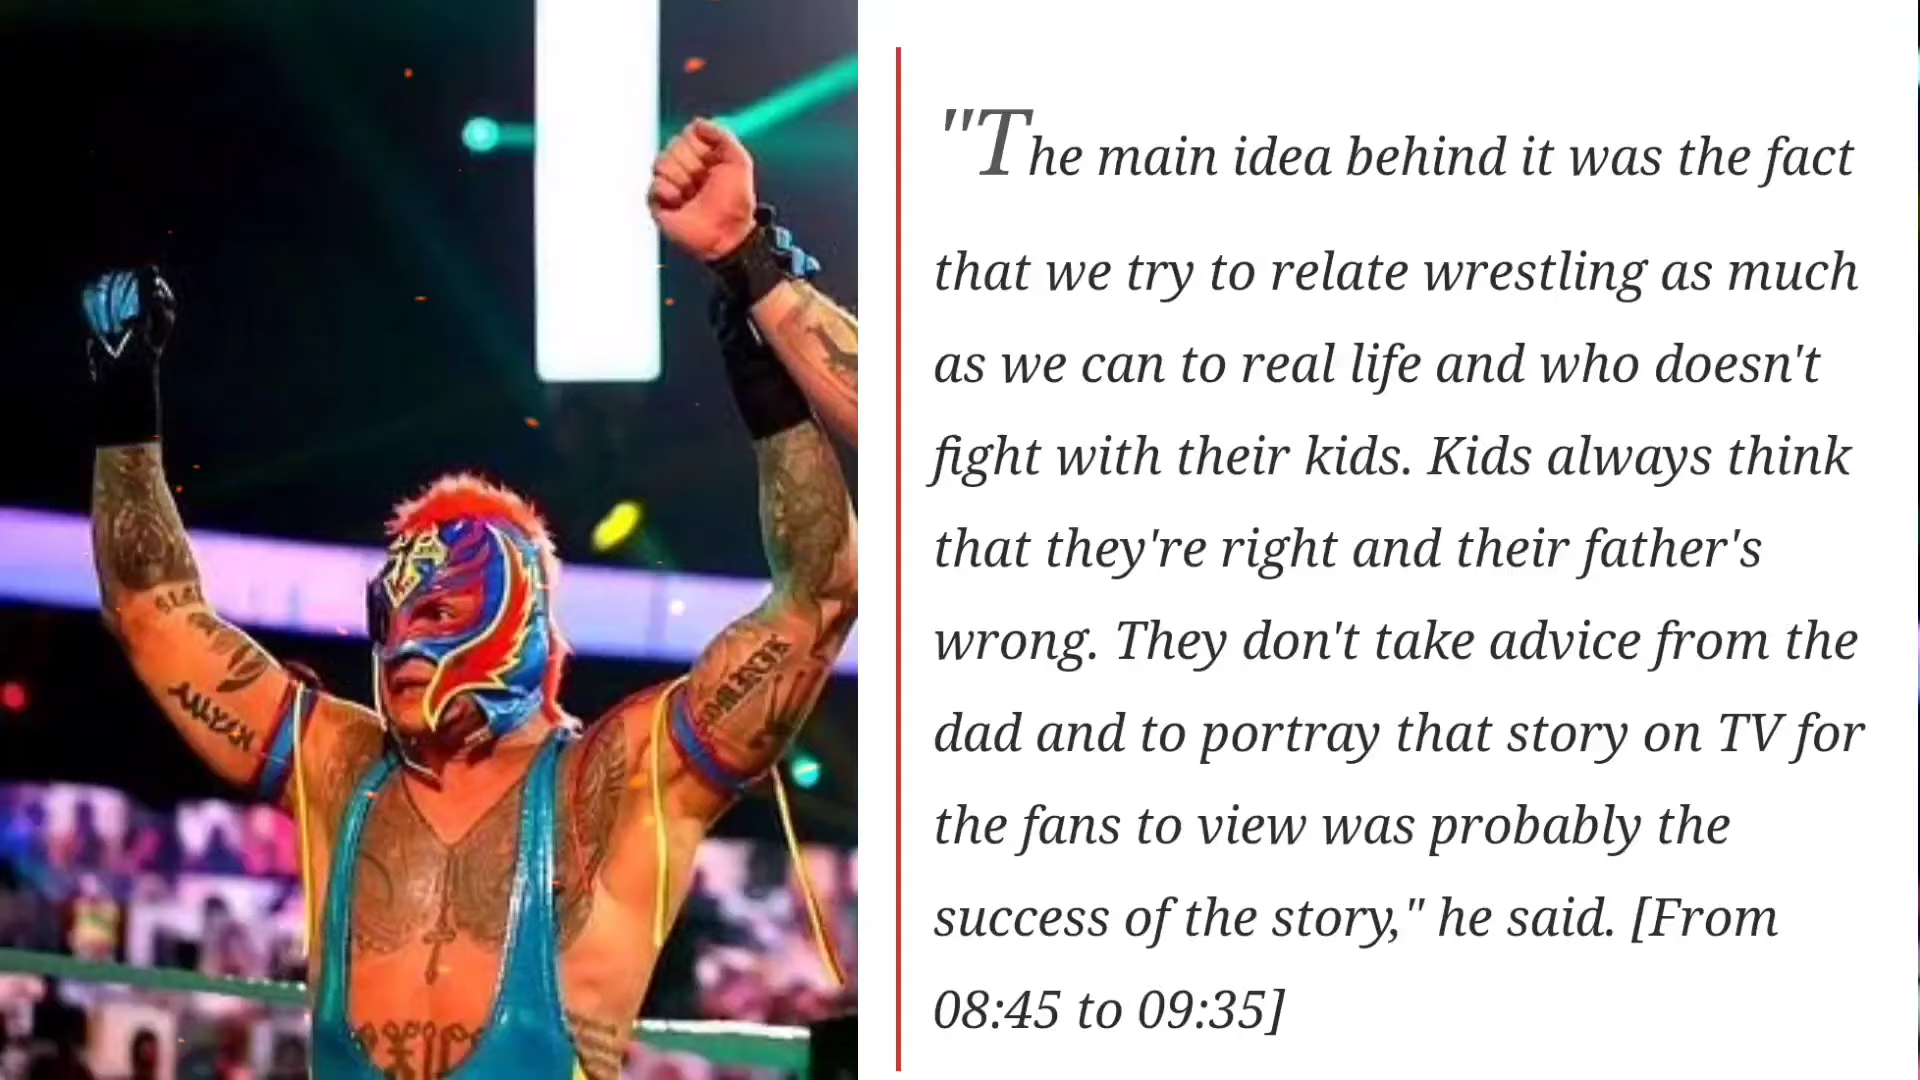 "The main idea behind it was the fact
that we try to relate wrestling as much
as we can to real life and who doesn't
fight with their kids. Kids always think
that they're right and their father's
wrong. They don't take advice from the
dad and to portray that story on TV for
the fans to view was probably the
success of the story," he said. [From
08:45 to 09:35]